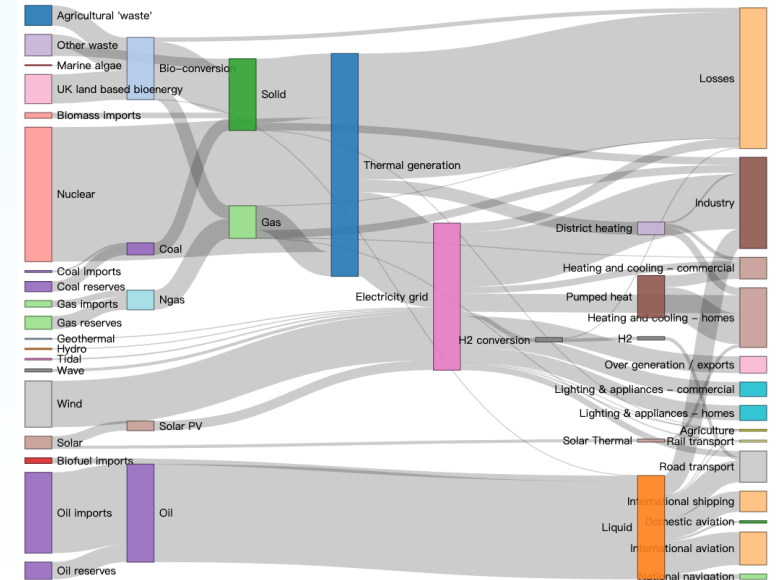 Agricultural 'waste'
Other waste
Marine algae
UK land based bioenergy
Biomass imports
Nuclear
Coal imports
Coal reserves
Gas imports
Gas reserves
Geothermal
Hydro
Tidal
Wave
Wind
Solar
Biofuel imports
Oil imports
Oil reserves
Bio-conversion
Coal
Ngas
Solar PV
Oil
Solid
Gas
Thermal generation
Electricity grid
H2 conversion
District heating
Pumped heat
H2
Solar Thermal
Liquid
Losses
Industry
Heating and cooling – commercial
Heating and cooling – homes
Over generation / exports
Lighting & appliances – commercial
Lighting & appliances – homes
Agriculture
Rail transport
Road transport
International shipping
Domestic aviation
International aviation
National navigation